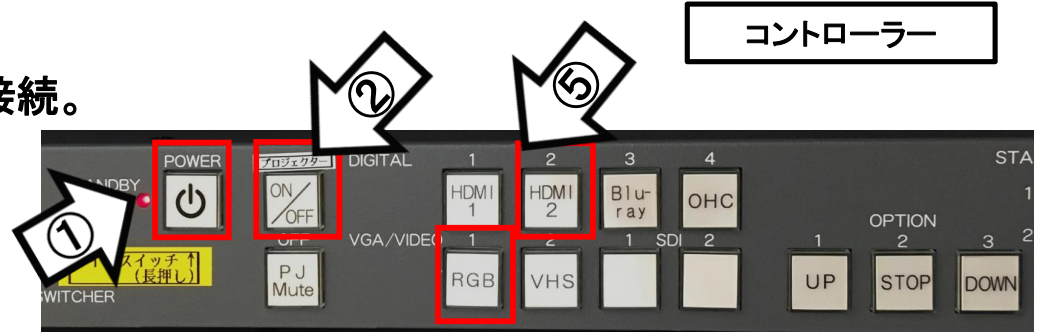 コントローラー
接続。
②
⑤
POWER
プロジェクター
DIGITAL
1
2
3
4
STA
ANDBY
ON/OFF
HDMI
1
HDMI
2
Blu-
ray
OHC
1
①
OPTION
OFF
VGA/VIDEO
1
2
1
SDI
2
1
2
3
2
スイッチ ↑
(長押し)
PJ
Mute
RGB
VHS
UP
STOP
DOWN
WITCHER